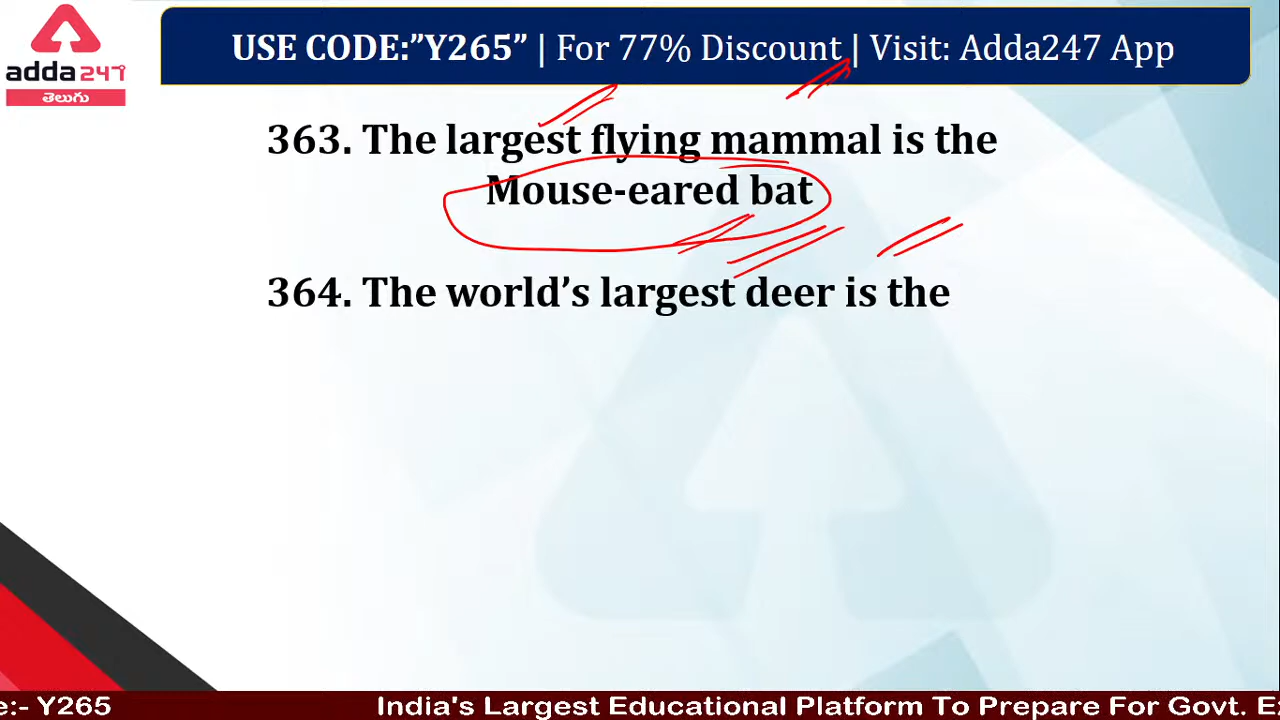 USE CODE:”Y265” | For 77% Discount | Visit: Adda247 App
adda247
తెలుగు
363. The largest flying mammal is the
Mouse-eared bat
364. The world’s largest deer is the
e:- Y265 India's Largest Educational Platform To Prepare For Govt. E